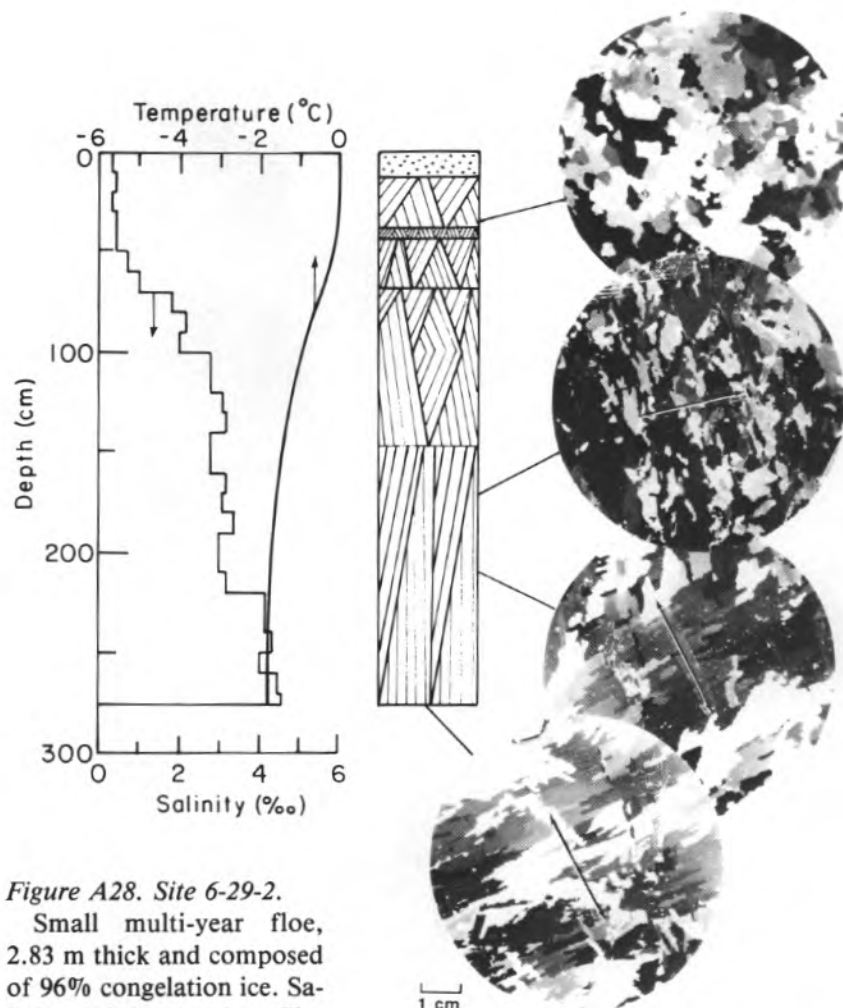 Temperature (°C)
-6 -4 -2 0
0
100
200
300
Depth (cm)
0 2 4 6
Salinity (‰)
Figure A28. Site 6-29-2.
Small multi-year floe,
2.83 m thick and composed
of 96% congelation ice. Sa-
1 cm